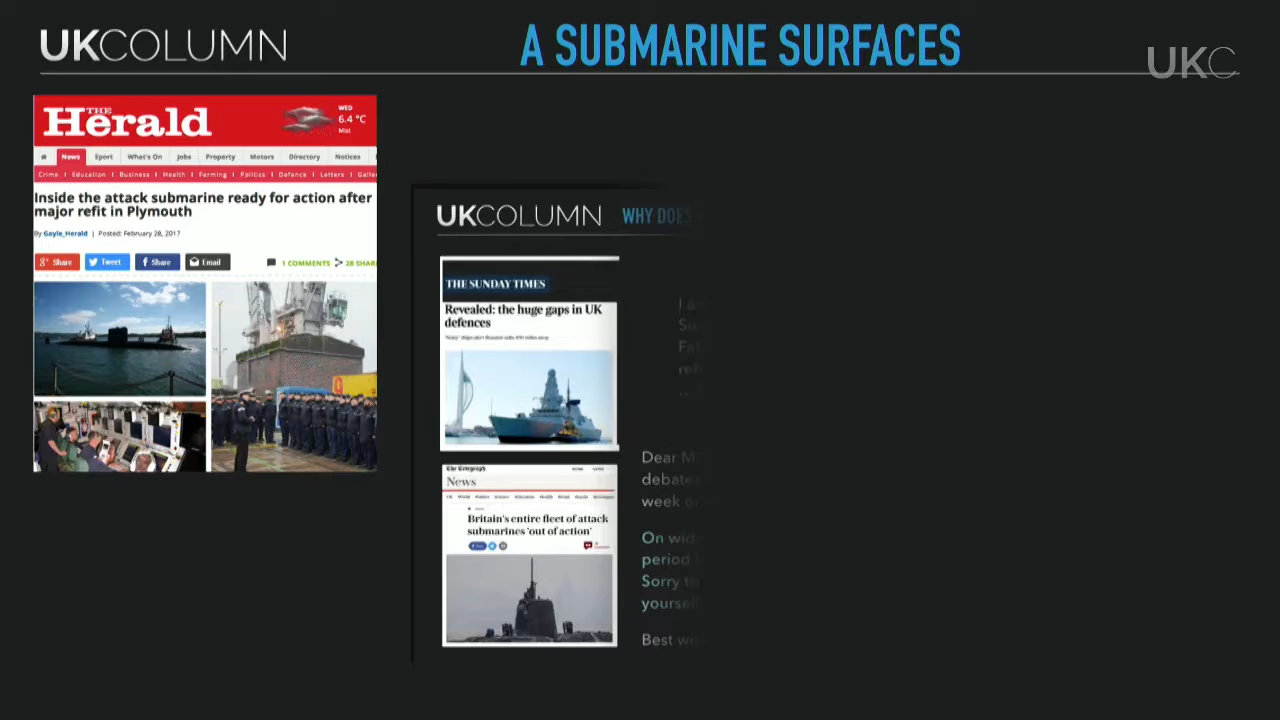 UKCOLUMN
A SUBMARINE SURFACES
UKC
THE
Herald
WED
6.4 °C
Mist
News Sport What's On Jobs Property Motors Directory Notices
Crime Education Business Health Farming Politics Defence Letters
Inside the attack submarine ready for action after
major refit in Plymouth
By Gayle_Herald | Posted: February 28, 2017
Share Tweet Share Email 1 COMMENTS 28 SHAR
UKCOLUMN WHY DOES
THE SUNDAY TIMES
Revealed: the huge gaps in UK
defences
The Telegraph
News
Britain's entire fleet of attack
submarines 'out of action'
Dear M
debate
week o
On wid
period
Sorry to
yoursel
Best wi